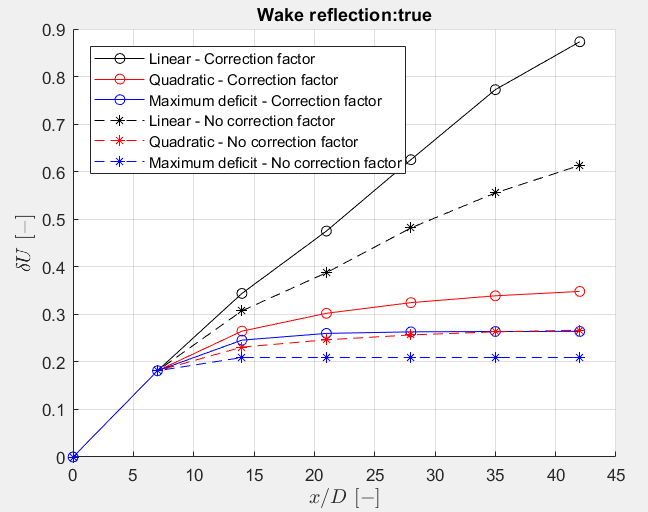 Wake reflection:true
0.9
0.8
0.7
0.6
0.5
0.4
0.3
0.2
0.1
0
δU [−]
Linear - Correction factor
Quadratic - Correction factor
Maximum deficit - Correction factor
Linear - No correction factor
Quadratic - No correction factor
Maximum deficit - No correction factor
0 5 10 15 20 25 30 35 40 45
x/D [−]